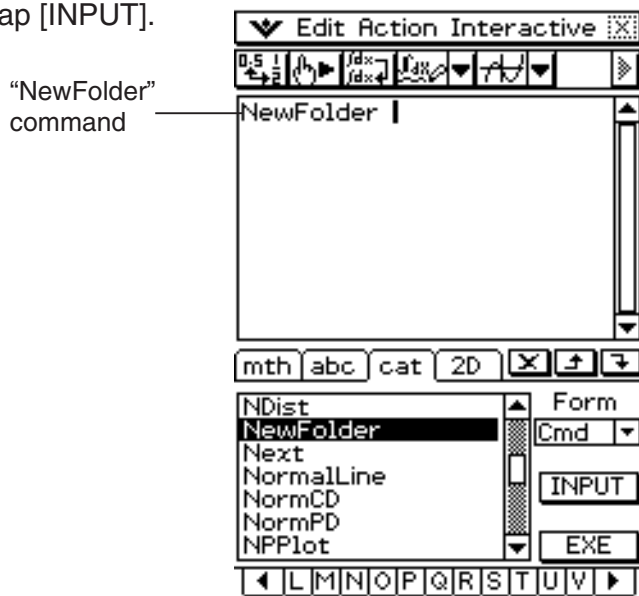 ap [INPUT].
"NewFolder"
command
Edit Action Interactive
NewFolder
mth abc cat 2D
NDist
NewFolder
Next
NormalLine
NormCD
NormPD
NPPlot
Form
Cmd
INPUT
EXE
L M N O P Q R S T U V